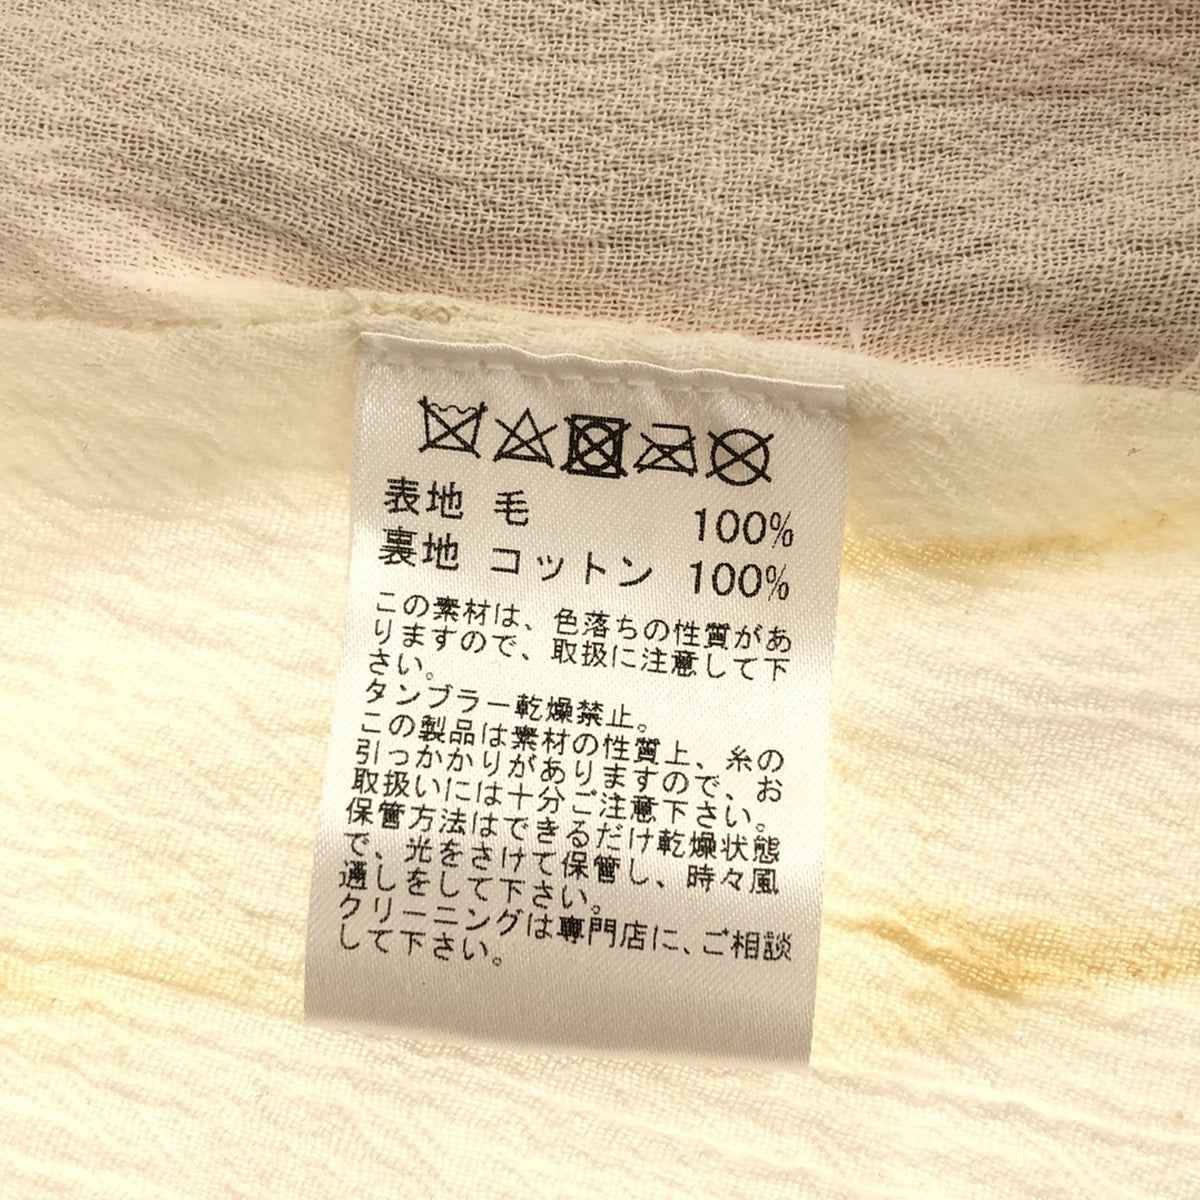 表地 毛 100%
裏地 コットン 100%
この素材は、色落ちの性質があ
りますので、取扱に注意して下
さい。
タンブラー乾燥禁止。
この製品は素材の性質上、糸の
引っかかりがありますので、お
取扱いには十分ご注意下さい。
保管方法はできるだけ乾燥状態
で、光をさけて保管し、時々風
通しをして下さい。
クリーニングは専門店に、ご相談
して下さい。